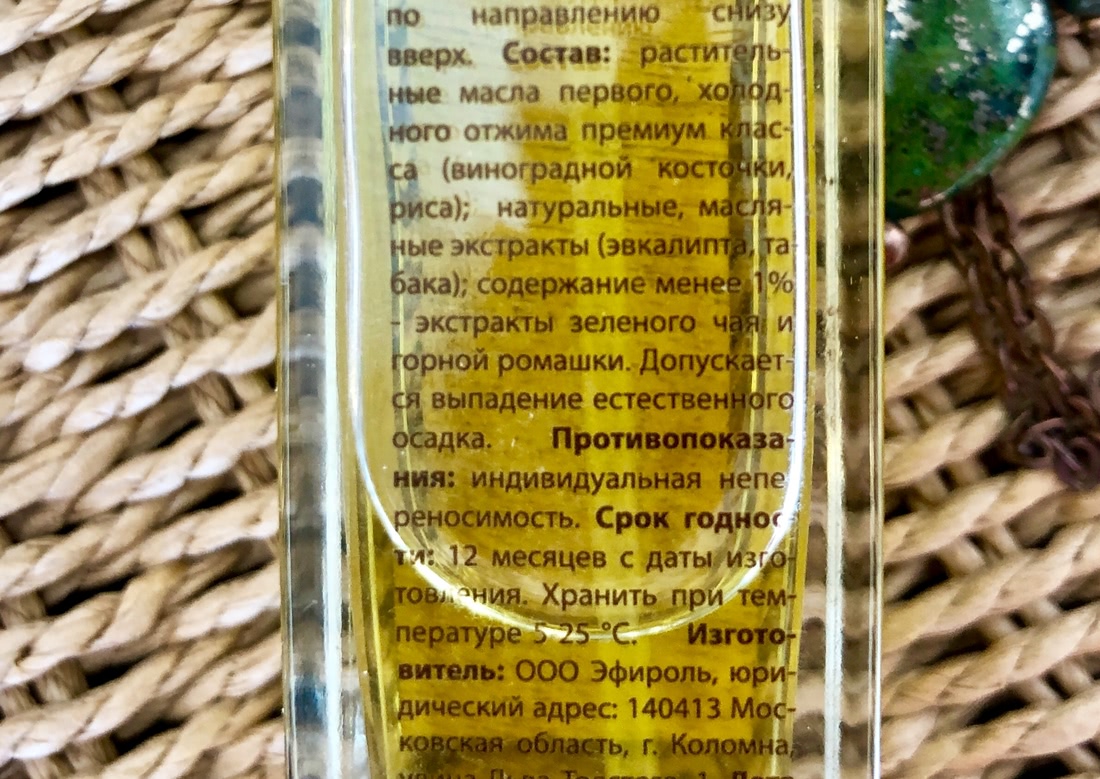 по направлению снизу
вверх. Состав: раститель-
ные масла первого, холод-
ного отжима премиум клас-
са (виноградной косточки,
риса); натуральные, масля-
ные экстракты (эвкалипта, та-
бака); содержание менее 1%
- экстракты зеленого чая и
горной ромашки. Допускает-
ся выпадение естественного
осадка. Противопоказа-
ния: индивидуальная непе
реносимость. Срок годнос
ти: 12 месяцев с даты изго-
товления. Хранить при тем-
пературе 5-25 °C. Изгото-
витель: ООО Эфироль, юри-
дический адрес: 140413 Мос-
ковская область, г. Коломна,